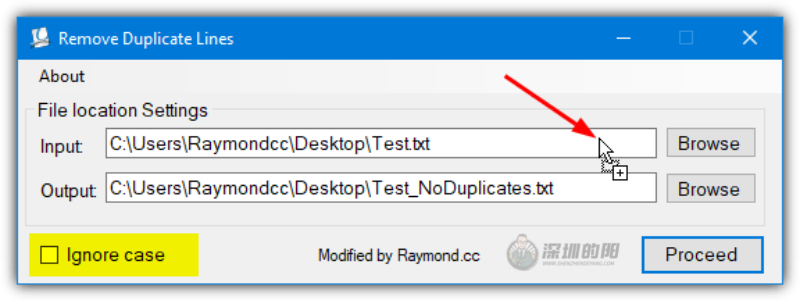 Remove Duplicate Lines
About
File location Settings
Input: C:\Users\Raymondcc\Desktop\Test.txt Browse
Output: C:\Users\Raymondcc\Desktop\Test_NoDuplicates.txt Browse
Ignore case Modified by Raymond.cc 深圳的阳 Proceed